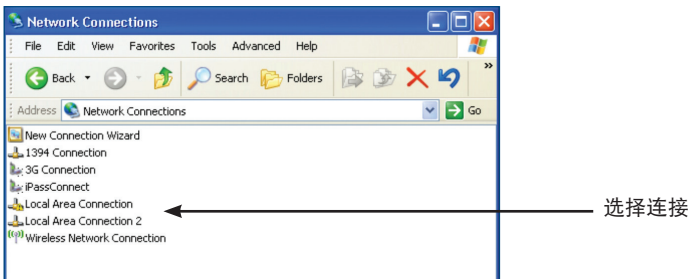 Network Connections
File Edit View Favorites Tools Advanced Help
Back Search Folders »
Address Network Connections Go
New Connection Wizard
1394 Connection
3G Connection
iPassConnect
Local Area Connection
Local Area Connection 2
选择连接
Wireless Network Connection